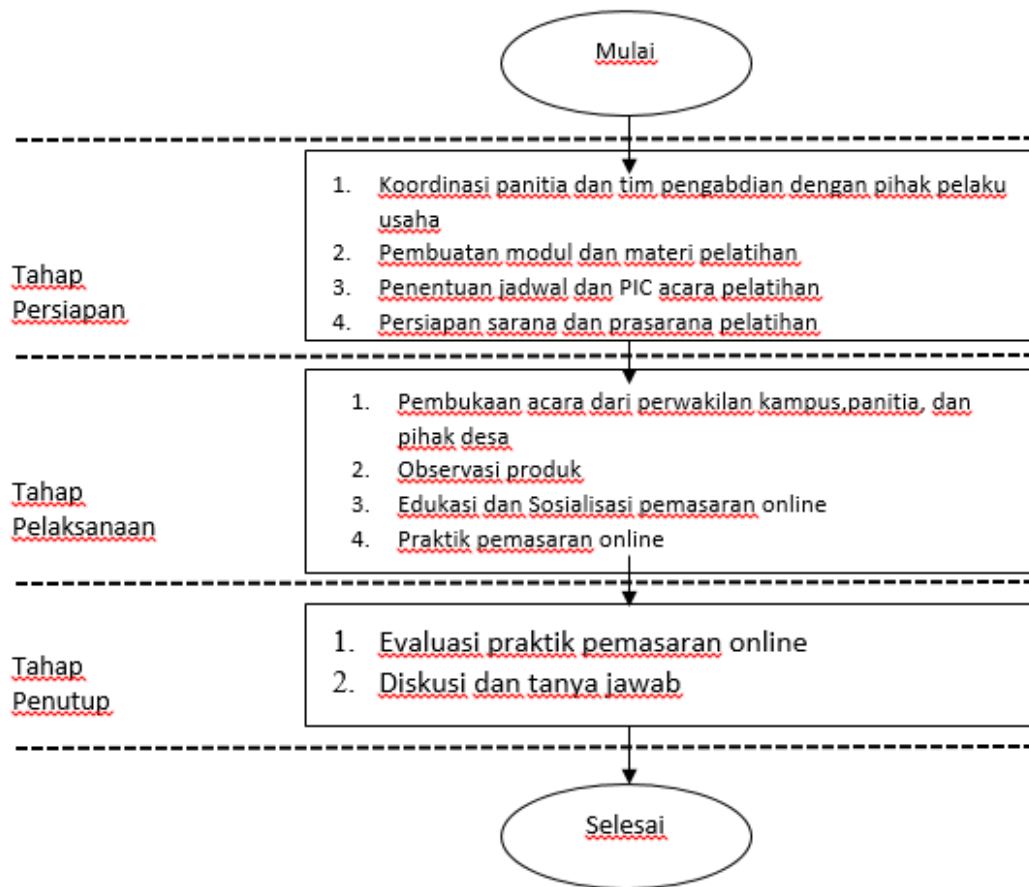 Mulai
Tahap
Persiapan
1. Koordinasi panitia dan tim pengabdian dengan pihak pelaku
usaha
2. Pembuatan modul dan materi pelatihan
3. Penentuan jadwal dan PIC acara pelatihan
4. Persiapan sarana dan prasarana pelatihan
Tahap
Pelaksanaan
1. Pembukaan acara dari perwakilan kampus,panitia, dan
pihak desa
2. Observasi produk
3. Edukasi dan Sosialisasi pemasaran online
4. Praktik pemasaran online
Tahap
Penutup
1. Evaluasi praktik pemasaran online
2. Diskusi dan tanya jawab
Selesai